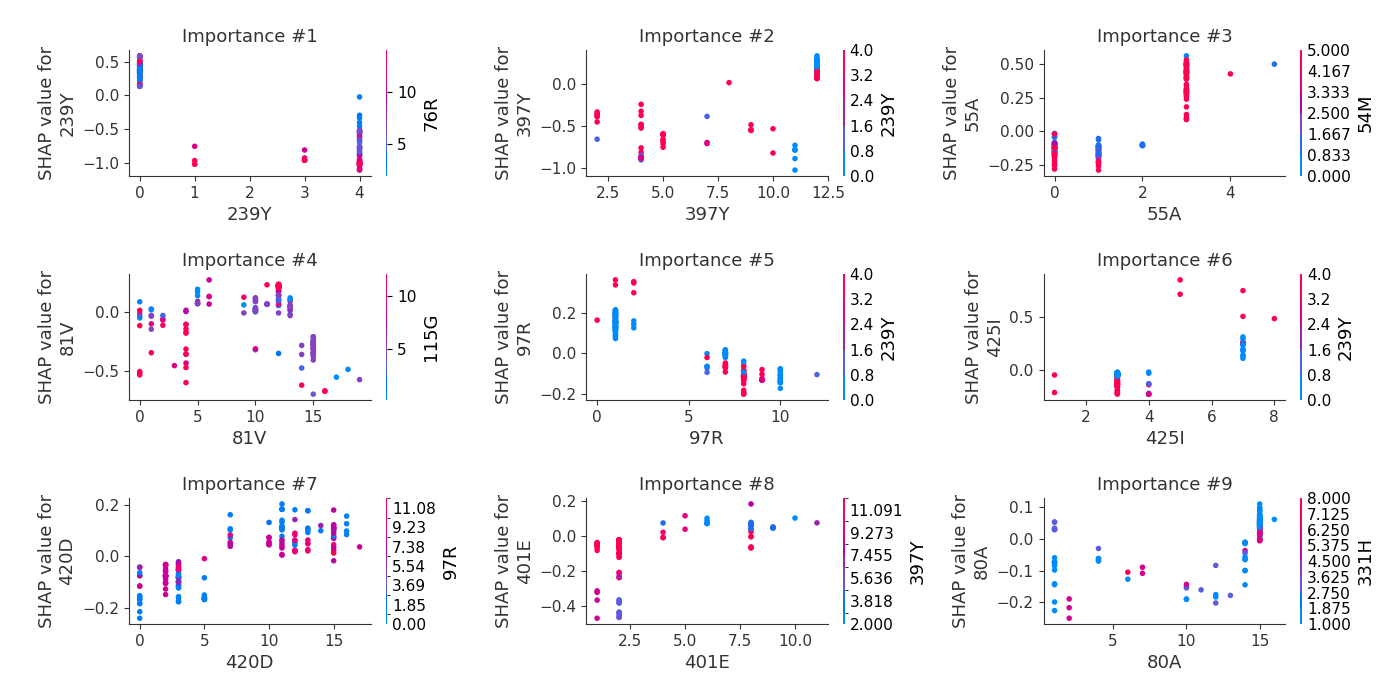 Importance #1
Importance #2
Importance #3
SHAP value for
239Y
0.5
0.0
−0.5
−1.0
0
1
2
3
4
239Y
10
5
76R
SHAP value for
397Y
0.0
−0.5
−1.0
2.5
5.0
7.5
10.0
12.5
397Y
4.0
3.2
2.4
1.6
0.8
0.0
239Y
SHAP value for
55A
0.50
0.25
0.00
−0.25
0
2
4
55A
5.000
4.167
3.333
2.500
1.667
0.833
0.000
54M
Importance #4
Importance #5
Importance #6
SHAP value for
81V
0.0
−0.5
0
5
10
15
81V
10
5
115G
SHAP value for
97R
0.2
0.0
−0.2
0
5
10
97R
4.0
3.2
2.4
1.6
0.8
0.0
239Y
SHAP value for
425I
0.5
0.0
2
4
6
8
425I
4.0
3.2
2.4
1.6
0.8
0.0
239Y
Importance #7
Importance #8
Importance #9
SHAP value for
420D
0.2
0.0
−0.2
0
5
10
15
420D
11.08
9.23
7.38
5.54
3.69
1.85
0.00
97R
SHAP value for
401E
0.2
0.0
−0.2
−0.4
2.5
5.0
7.5
10.0
401E
11.091
9.273
7.455
5.636
3.818
2.000
397Y
SHAP value for
80A
0.1
0.0
−0.1
−0.2
5
10
15
80A
8.000
7.125
6.250
5.375
4.500
3.625
2.750
1.875
1.000
331H